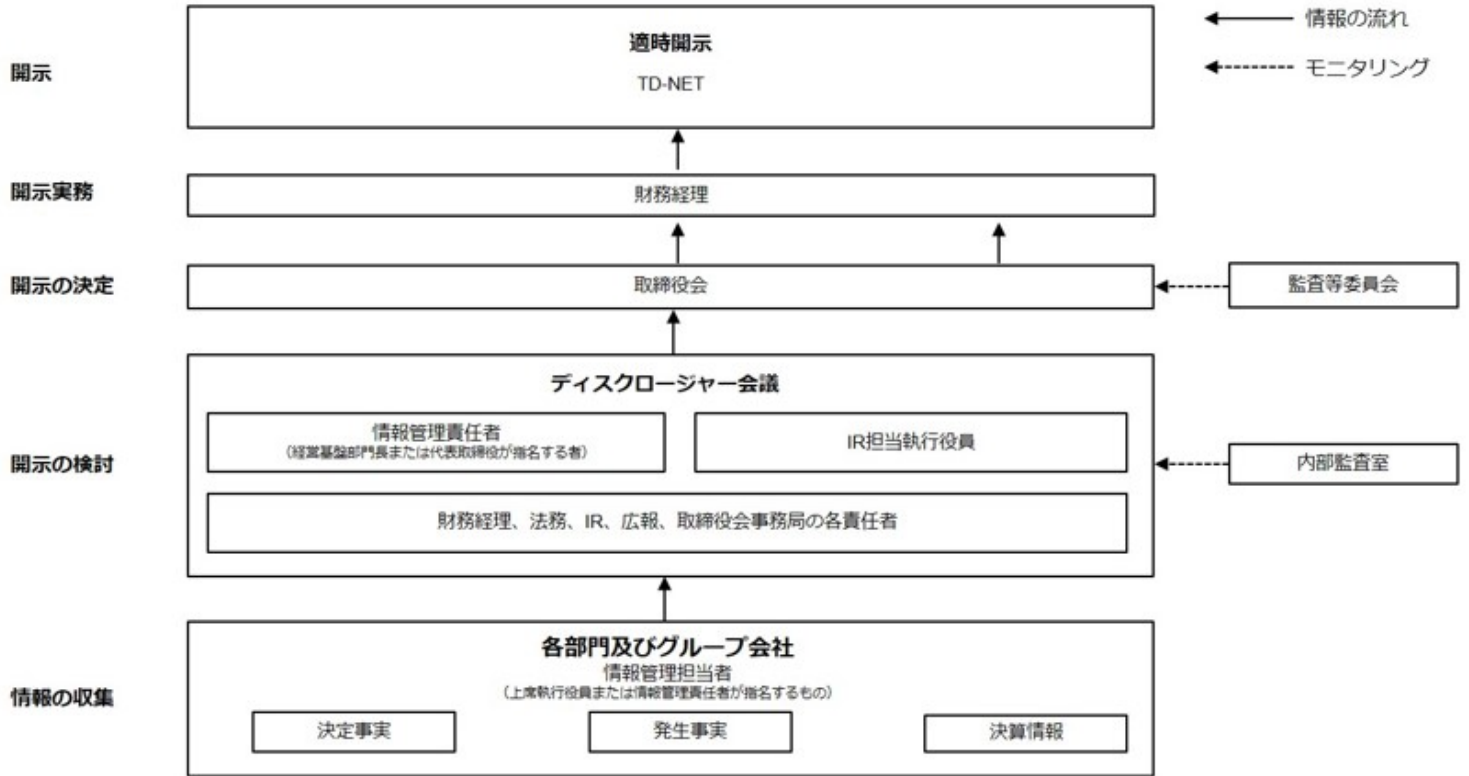 適時開示
情報の流れ
開示
TD-NET
モニタリング
開示実務
財務経理
開示の決定
取締役会
監査等委員会
ディスクロージャー会議
情報管理責任者
(経営基盤部門長または代表取締役が指名する者)
IR担当執行役員
開示の検討
内部監査室
財務経理、法務、IR、広報、取締役会事務局の各責任者
各部門及びグループ会社
情報管理担当者
(上席執行役員または情報管理責任者が指名するもの)
情報の収集
決定事実
発生事実
決算情報